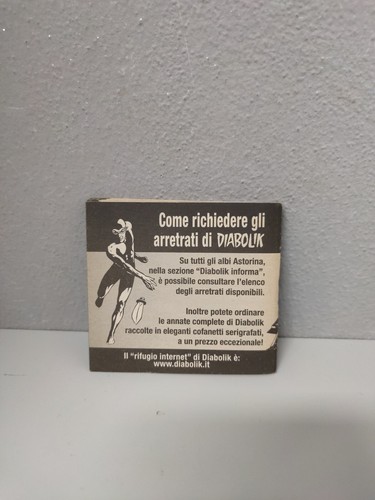 Come richiedere gli
arretrati di DIABOLIK
Su tutti gli albi Astorina,
nella sezione "Diabolik informa",
è possibile consultare l'elenco
degli arretrati disponibili.
Inoltre potete ordinare
le annate complete di Diabolik
raccolte in eleganti cofanetti serigrafati,
a un prezzo eccezionale!
Il "rifugio internet" di Diabolik è:
www.diabolik.it